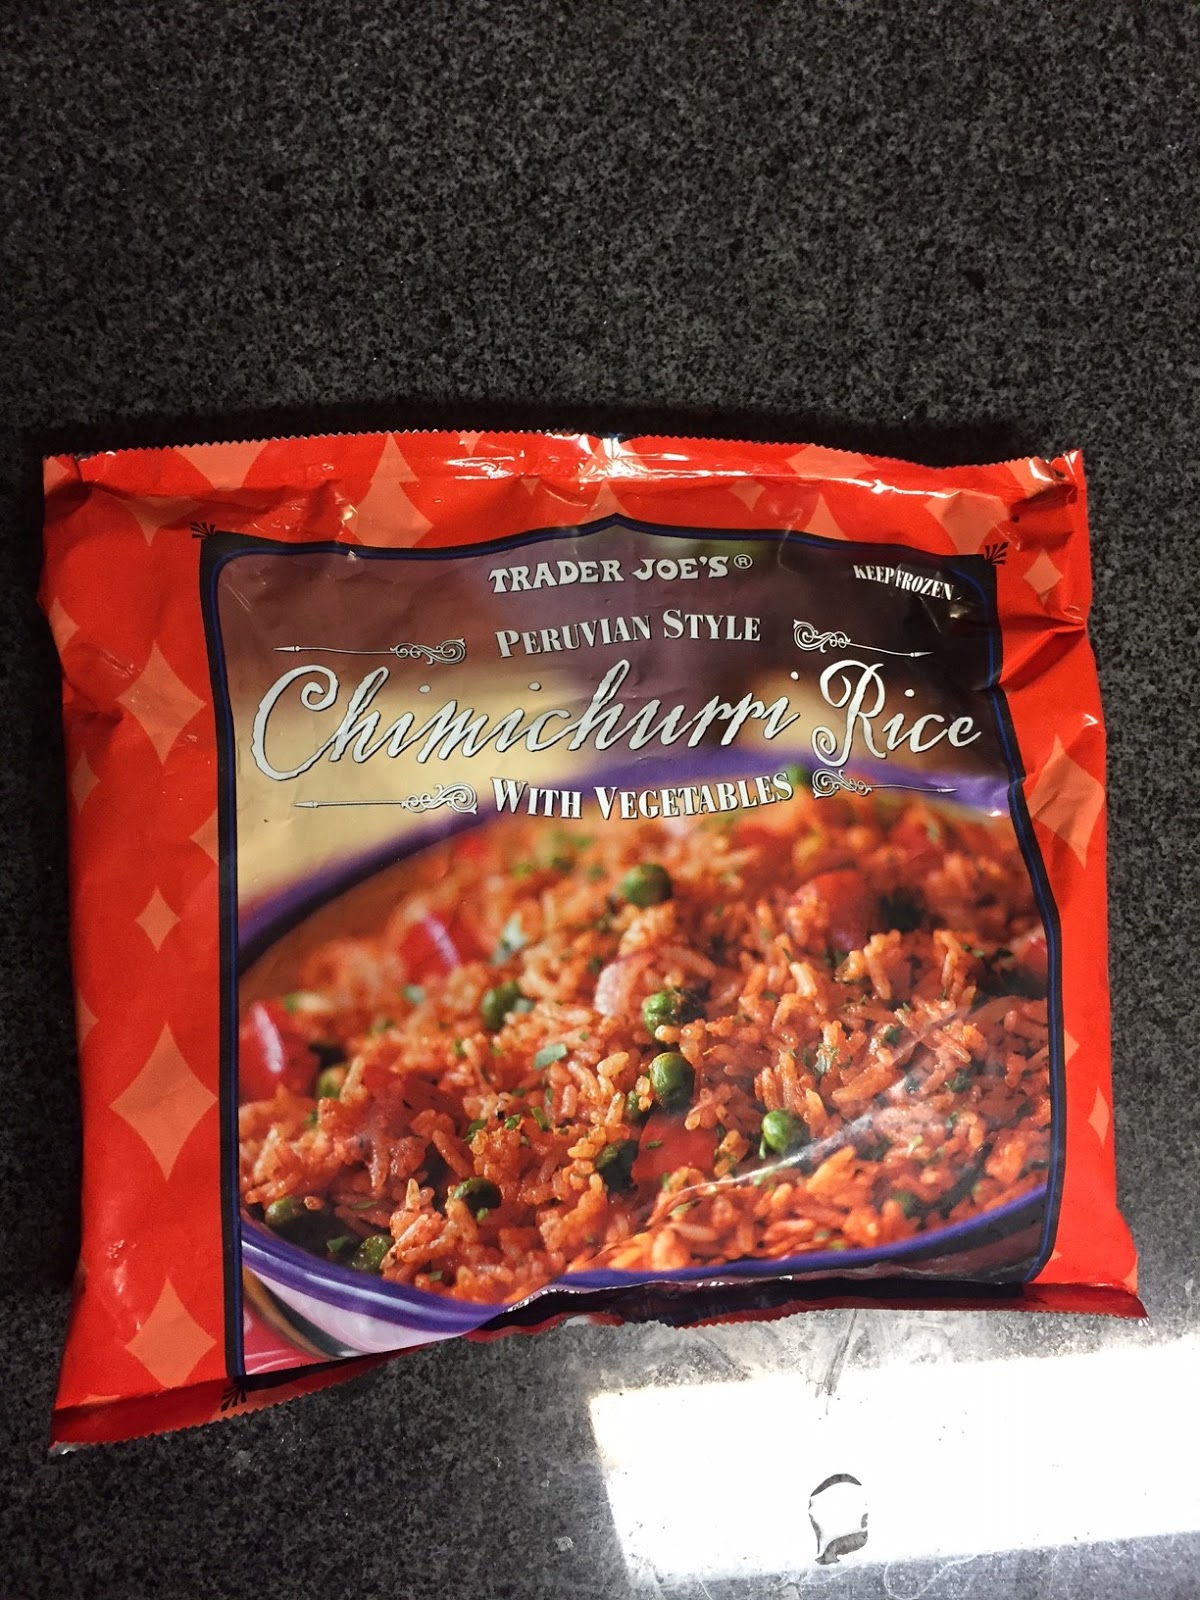 TRADER JOE'S®
KEEP FROZEN
PERUVIAN STYLE
Chimichurri Rice
WITH VEGETABLES